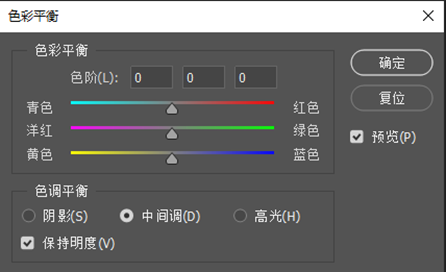 色彩平衡
色彩平衡
色阶(L): 0 0 0
青色 红色
洋红 绿色
黄色 蓝色
色调平衡
阴影(S) 中间调(D) 高光(H)
保持明度(V)
确定
复位
预览(P)